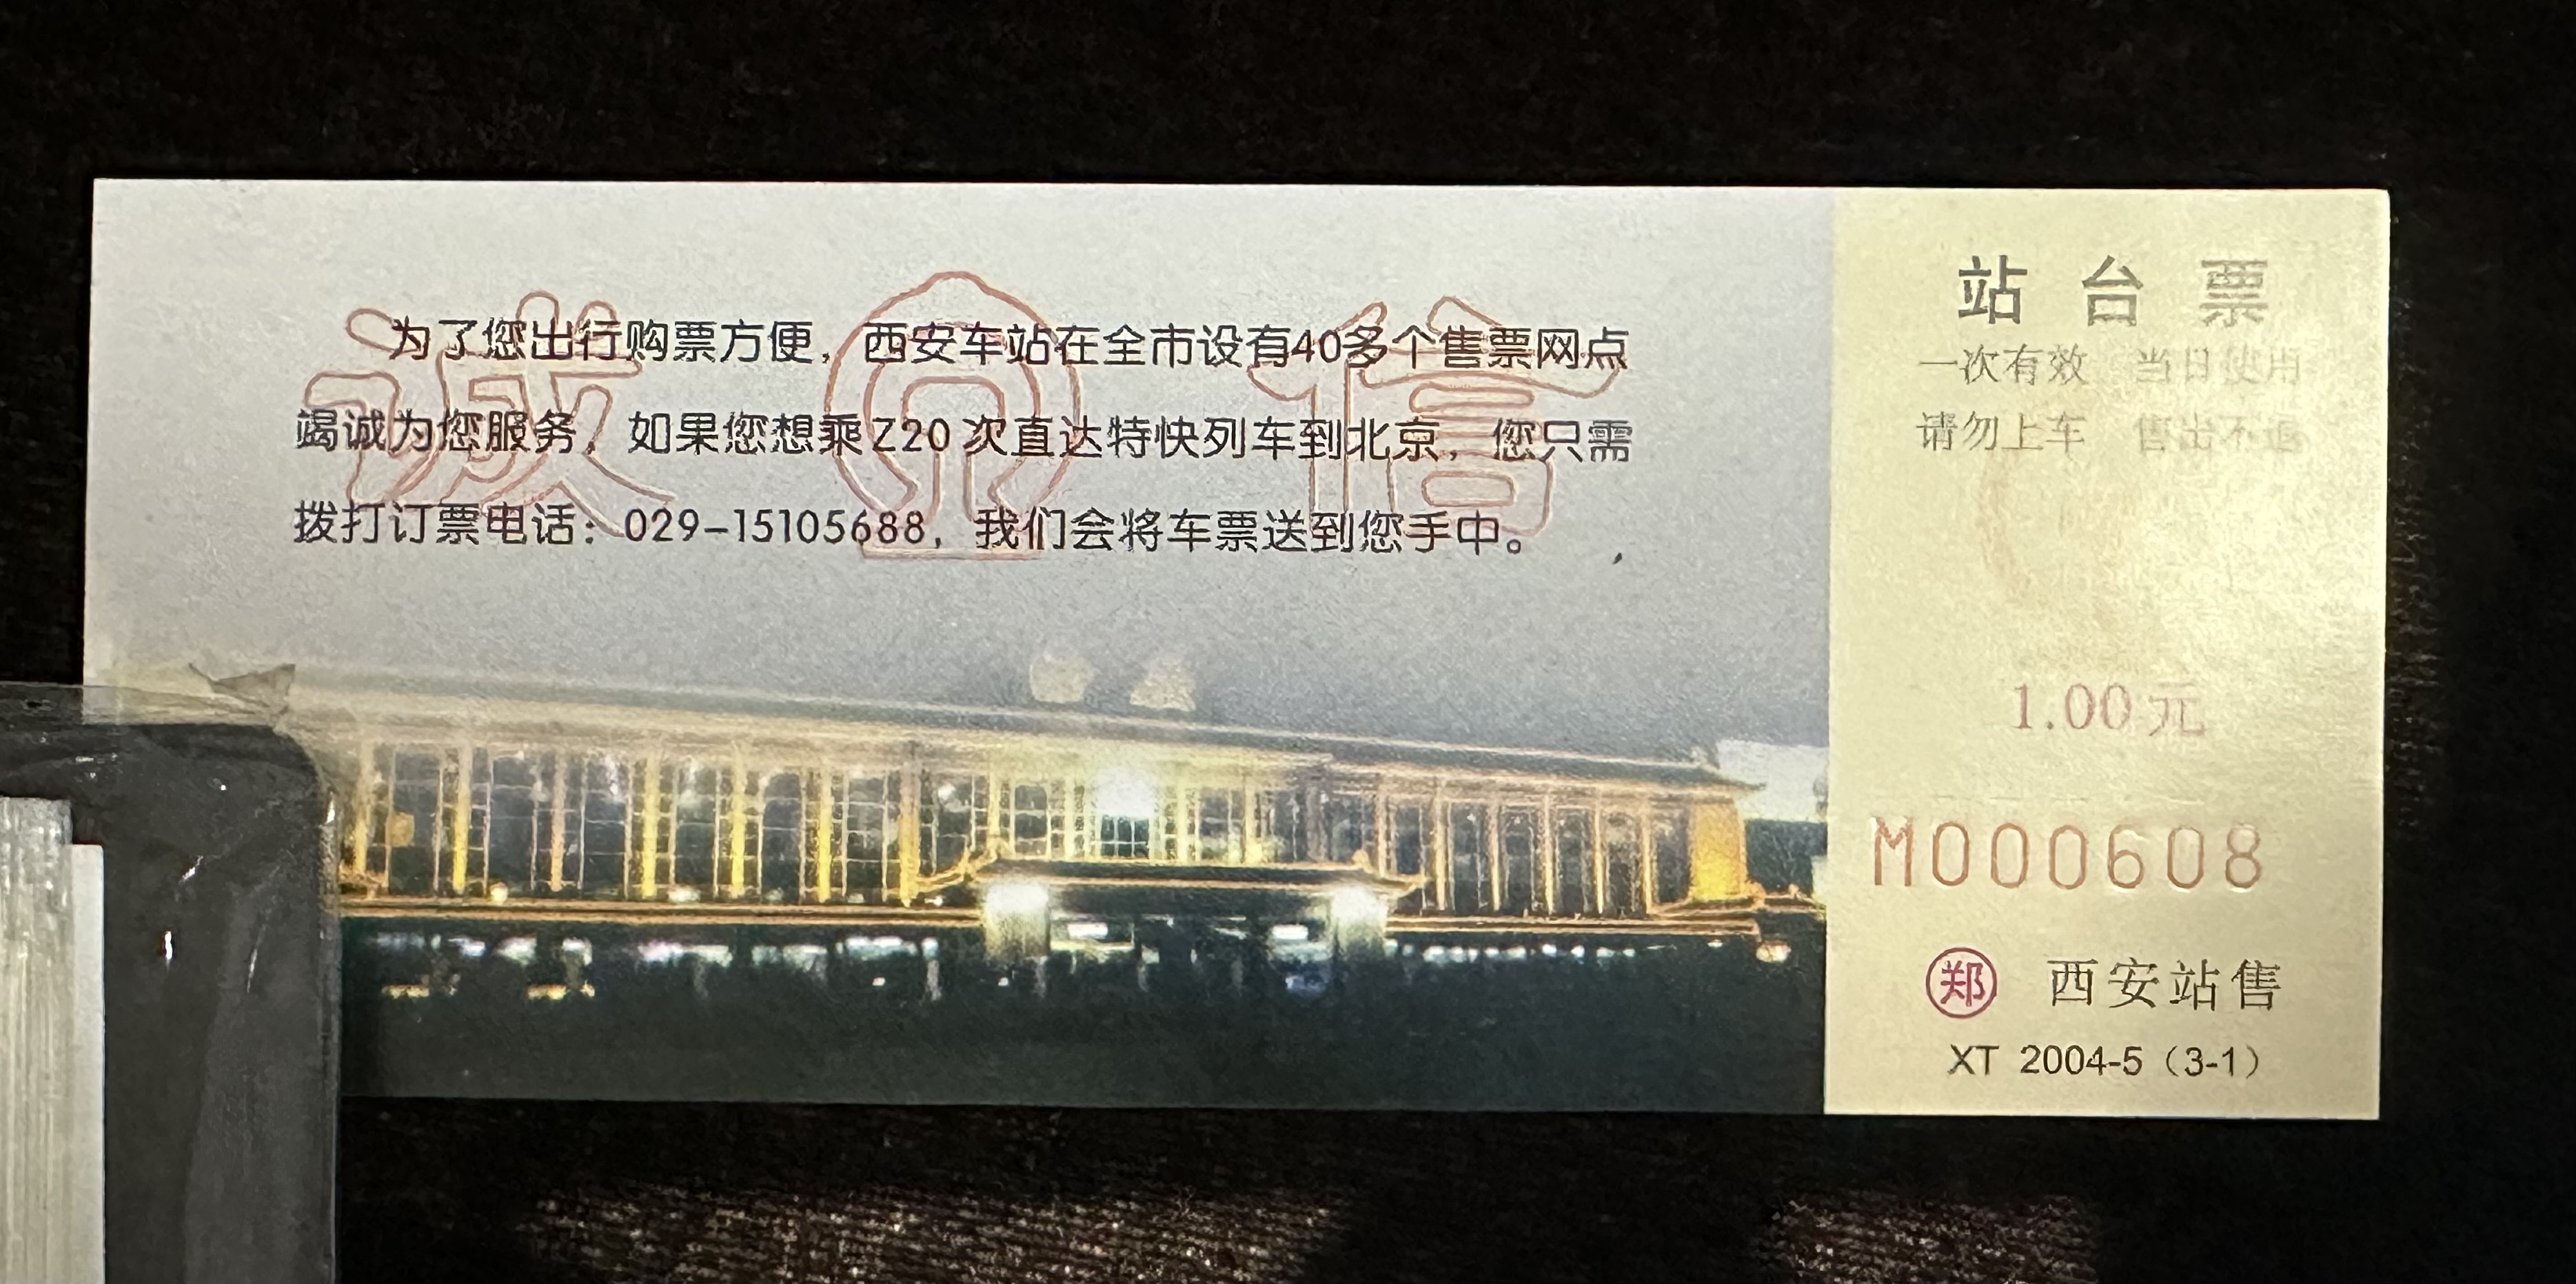 诚 信
为了您出行购票方便，西安车站在全市设有40多个售票网点
竭诚为您服务，如果您想乘Z20次直达特快列车到北京，您只需
拨打订票电话：029-15105688，我们会将车票送到您手中。
站台票
一次有效 当日使用
请勿上车 售出不退
1.00元
M000608
郑 西安站售
XT 2004-5（3-1）